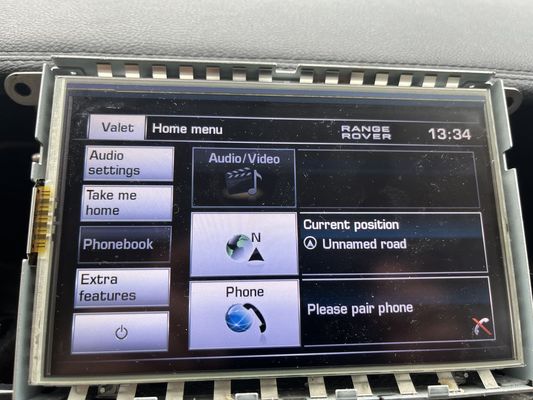 Valet
Home menu
RANGE
ROVER
13:34
Audio
settings
Audio/Video
Take me
home
Phonebook
N
Current position
Unnamed road
Extra
features
Phone
Please pair phone